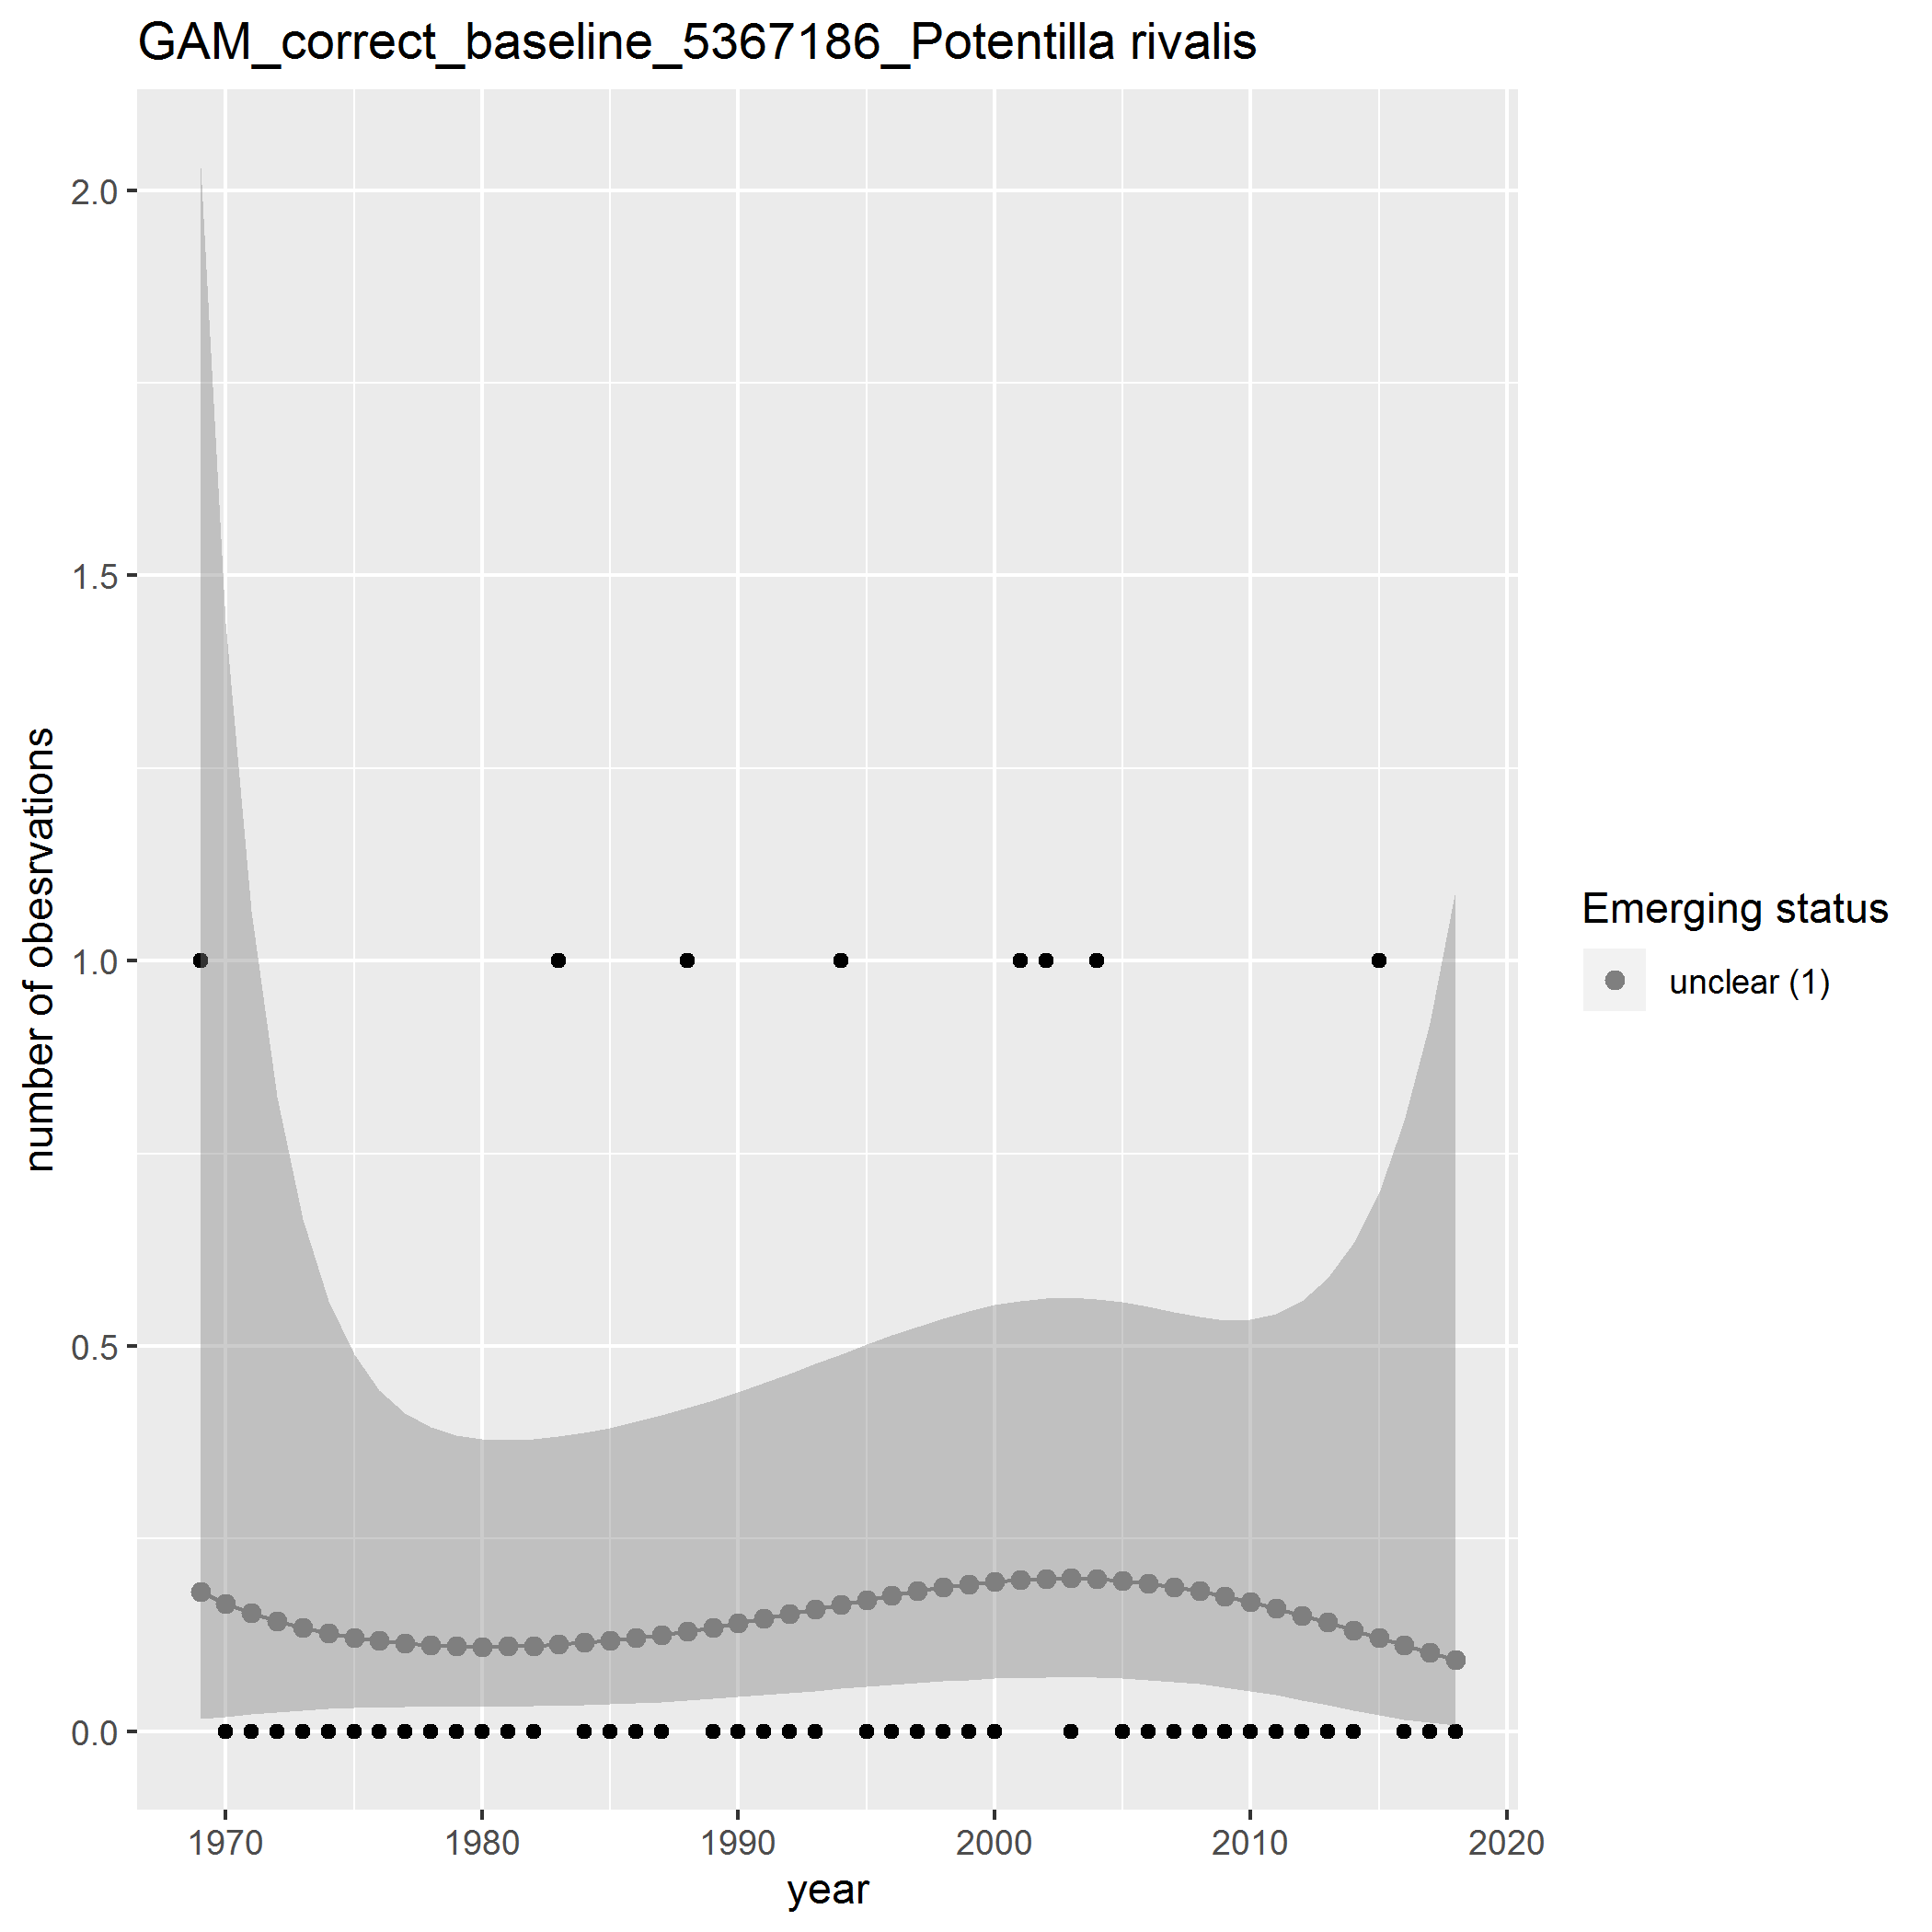 GAM_correct_baseline_5367186_Potentilla rivalis
number of obesrvations
2.0
1.5
1.0
0.5
0.0
1970
1980
1990
2000
2010
2020
year
Emerging status
unclear (1)